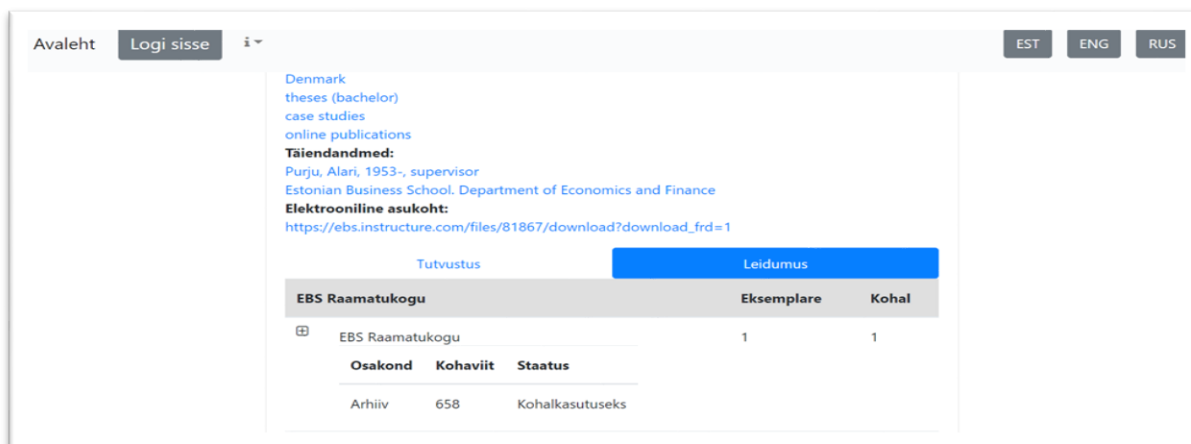 Avaleht Logi sisse i EST ENG RUS
Denmark
theses (bachelor)
case studies
online publications
Täiendandmed:
Purju, Alari, 1953-, supervisor
Estonian Business School. Department of Economics and Finance
Elektrooniline asukoht:
https://ebs.instructure.com/files/81867/download?download_frd=1
Tutvustus Leidumus
EBS Raamatukogu Eksemplare Kohal
EBS Raamatukogu 1 1
Osakond Kohaviit Staatus
Arhiiv 658 Kohalkasutuseks